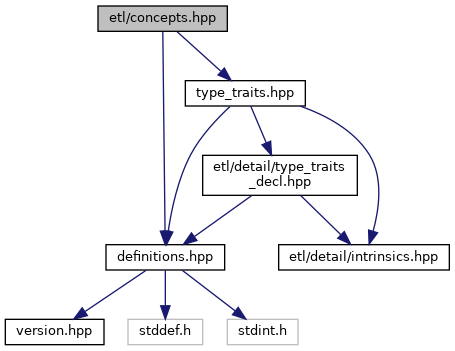 etl/concepts.hpp
type_traits.hpp
etl/detail/type_traits
_decl.hpp
definitions.hpp
etl/detail/intrinsics.hpp
version.hpp
stddef.h
stdint.h